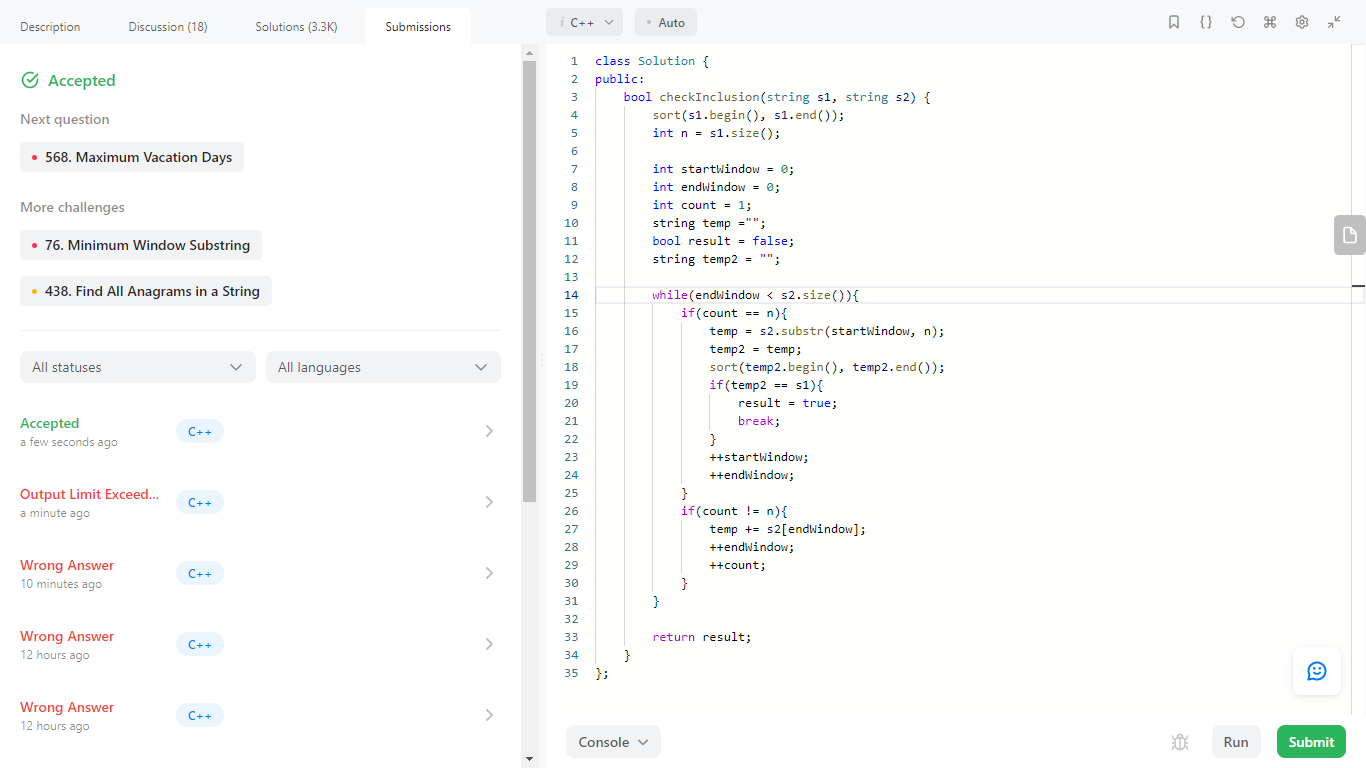 Description Discussion (18) Solutions (3.3K) Submissions
Accepted
Next question
568. Maximum Vacation Days
More challenges
76. Minimum Window Substring
438. Find All Anagrams in a String
All statuses All languages
Accepted C++
a few seconds ago
Output Limit Exceed... C++
a minute ago
Wrong Answer C++
10 minutes ago
Wrong Answer C++
12 hours ago
Wrong Answer C++
12 hours ago
i C++ • Auto
1 class Solution {
2 public:
3     bool checkInclusion(string s1, string s2) {
4         sort(s1.begin(), s1.end());
5         int n = s1.size();
6
7         int startWindow = 0;
8         int endWindow = 0;
9         int count = 1;
10         string temp ="";
11         bool result = false;
12         string temp2 = "";
13
14         while(endWindow < s2.size()){
15             if(count == n){
16                 temp = s2.substr(startWindow, n);
17                 temp2 = temp;
18                 sort(temp2.begin(), temp2.end());
19                 if(temp2 == s1){
20                     result = true;
21                     break;
22                 }
23                 ++startWindow;
24                 ++endWindow;
25             }
26             if(count != n){
27                 temp += s2[endWindow];
28                 ++endWindow;
29                 ++count;
30             }
31         }
32
33         return result;
34     }
35 };
Console Run Submit